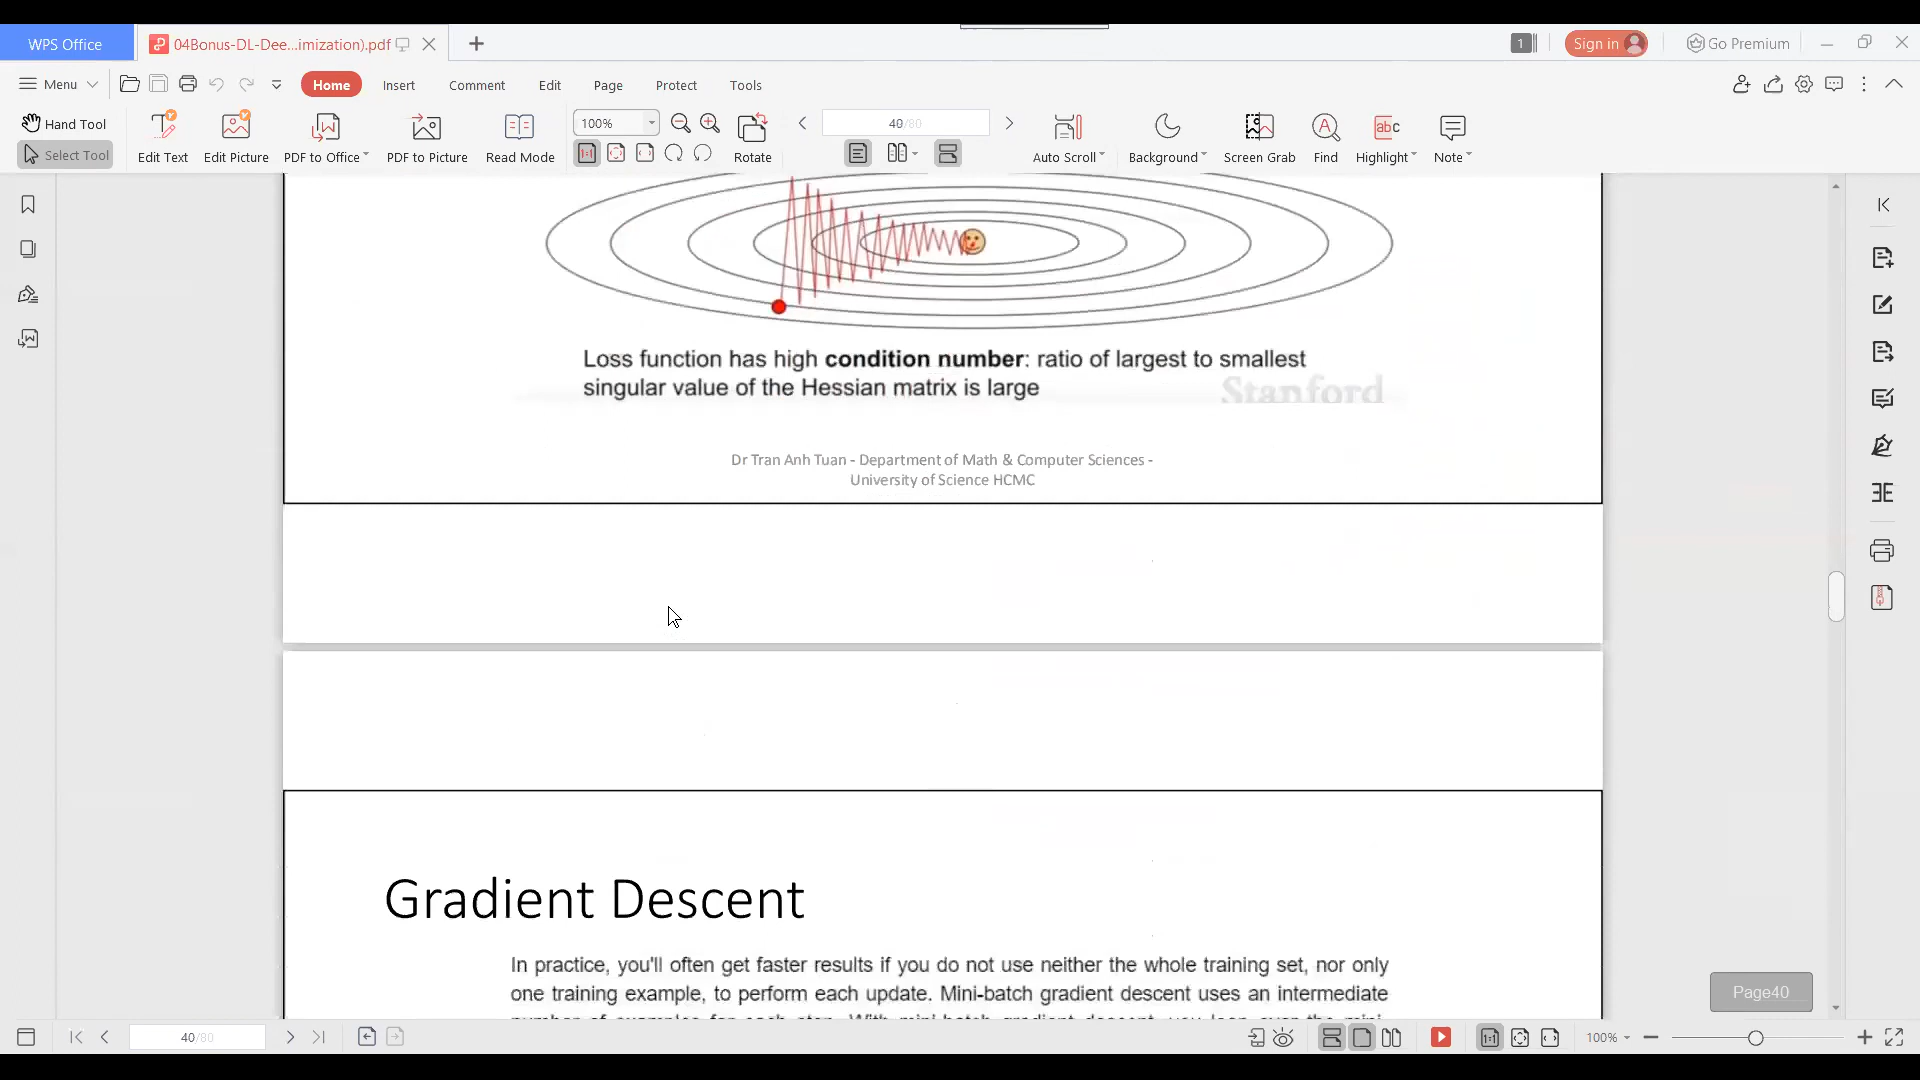 WPS Office
04Bonus-DL-Dee...imization).pdf
1
Sign in
Go Premium
Menu
Home
Insert
Comment
Edit
Page
Protect
Tools
Hand Tool
Select Tool
Edit Text
Edit Picture
PDF to Office
PDF to Picture
Read Mode
100%
Rotate
40/80
Auto Scroll
Background
Screen Grab
Find
Highlight
Note
Loss function has high condition number: ratio of largest to smallest
singular value of the Hessian matrix is large
Stanford
Dr Tran Anh Tuan - Department of Math & Computer Sciences -
University of Science HCMC
Gradient Descent
In practice, you'll often get faster results if you do not use neither the whole training set, nor only
one training example, to perform each update. Mini-batch gradient descent uses an intermediate
Page40
40/80
100%